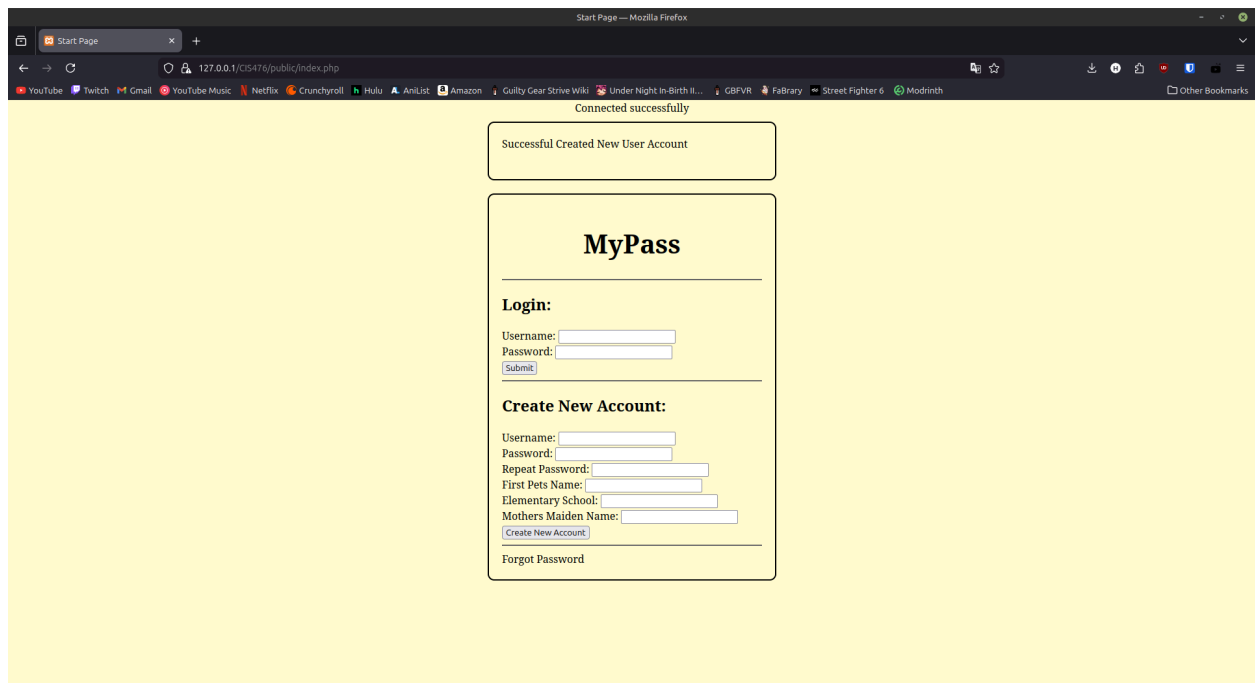 Start Page — Mozilla Firefox
Start Page
127.0.0.1/CIS476/public/index.php
YouTube Twitch Gmail YouTube Music Netflix Crunchyroll Hulu AniList Amazon Guilty Gear Strive Wiki Under Night In-Birth II... GBFVR FaBrary Street Fighter 6 Modrinth Other Bookmarks
Connected successfully
Successful Created New User Account
MyPass
Login:
Username:
Password:
Submit
Create New Account:
Username:
Password:
Repeat Password:
First Pets Name:
Elementary School:
Mothers Maiden Name:
Create New Account
Forgot Password